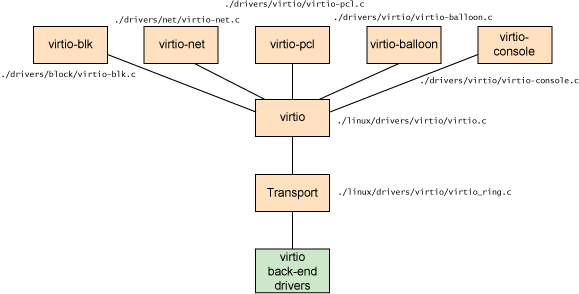 ./drivers/virtio/virtio-pcl.c
./drivers/net/virtio-net.c
./drivers/virtio/virtio-balloon.c
virtio-blk
virtio-net
virtio-pcl
virtio-balloon
virtio-
console
./drivers/block/virtio-blk.c
./drivers/virtio/virtio-console.c
virtio
./linux/drivers/virtio/virtio.c
Transport
./linux/drivers/virtio/virtio_ring.c
virtio
back-end
drivers